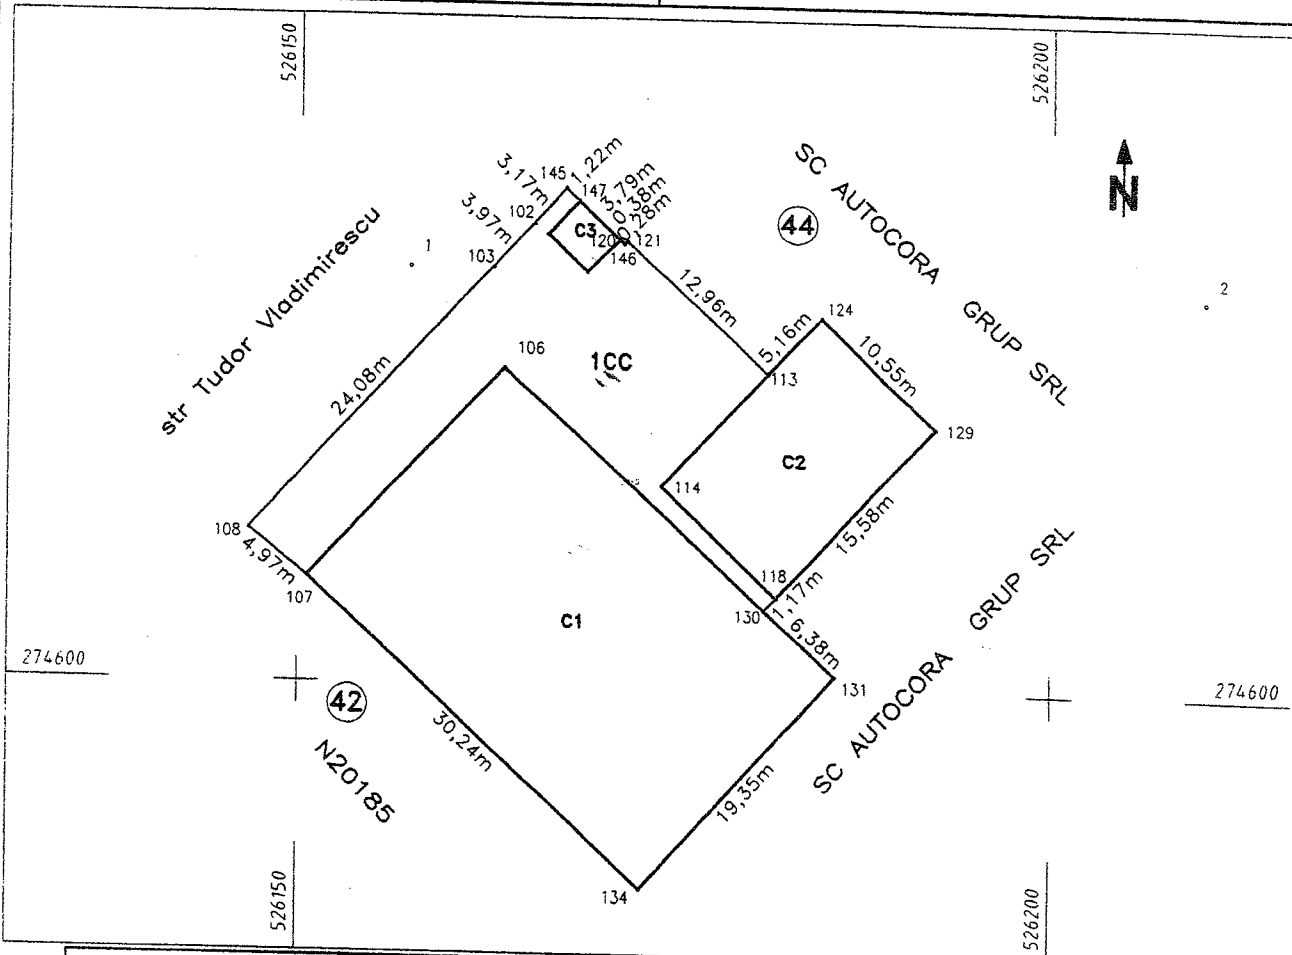 526150
526200
N
SC AUTOCORA GRUP SRL
44
str Tudor Vladimirescu
1
2
3,17m
145
1,22m
147
3,79m
0,38m
0,28m
3,97m
102
C3
120
121
146
103
12,96m
124
5,16m
113
10,55m
129
106
1CC
24,08m
C2
114
15,58m
108
4,97m
107
118
1,17m
130
6,38m
131
C1
SC AUTOCORA GRUP SRL
274600
274600
42
N20185
30,24m
19,35m
134
526150
526200